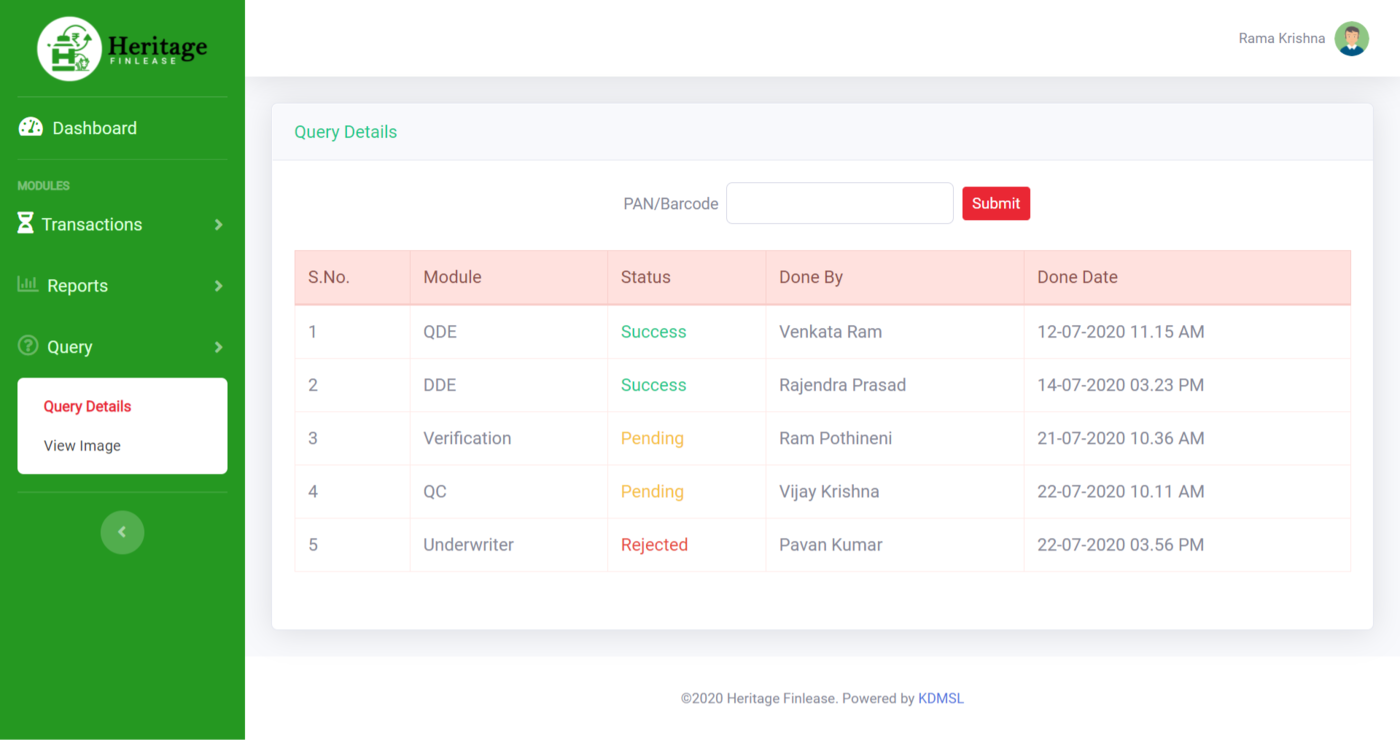 Heritage
FINLEASE
Rama Krishna
Dashboard
MODULES
Transactions
Reports
Query
Query Details
View Image
Query Details
PAN/Barcode Submit
S.No. Module Status Done By Done Date
1 QDE Success Venkata Ram 12-07-2020 11.15 AM
2 DDE Success Rajendra Prasad 14-07-2020 03.23 PM
3 Verification Pending Ram Pothineni 21-07-2020 10.36 AM
4 QC Pending Vijay Krishna 22-07-2020 10.11 AM
5 Underwriter Rejected Pavan Kumar 22-07-2020 03.56 PM
©2020 Heritage Finlease. Powered by KDMSL